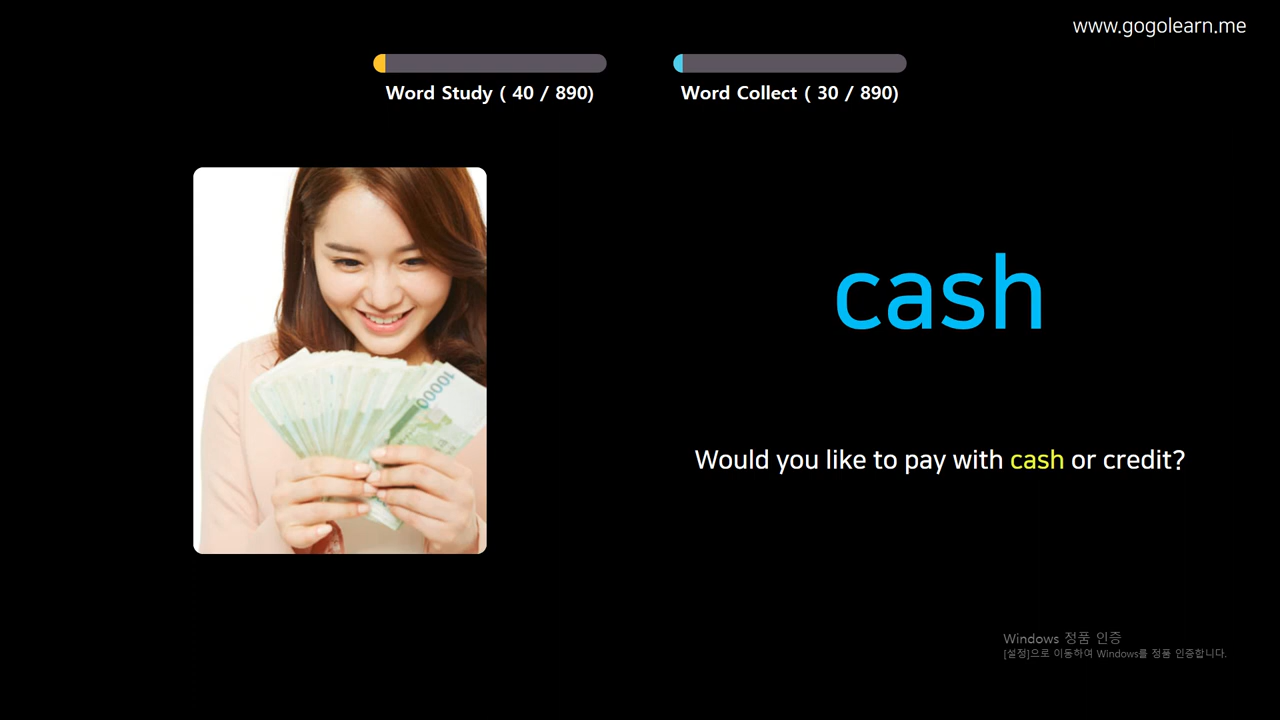 www.gogolearn.me
Word Study ( 40 / 890)
Word Collect ( 30 / 890)
10000
cash
Would you like to pay with cash or credit?
Windows 정품 인증
[설정]으로 이동하여 Windows를 정품 인증합니다.